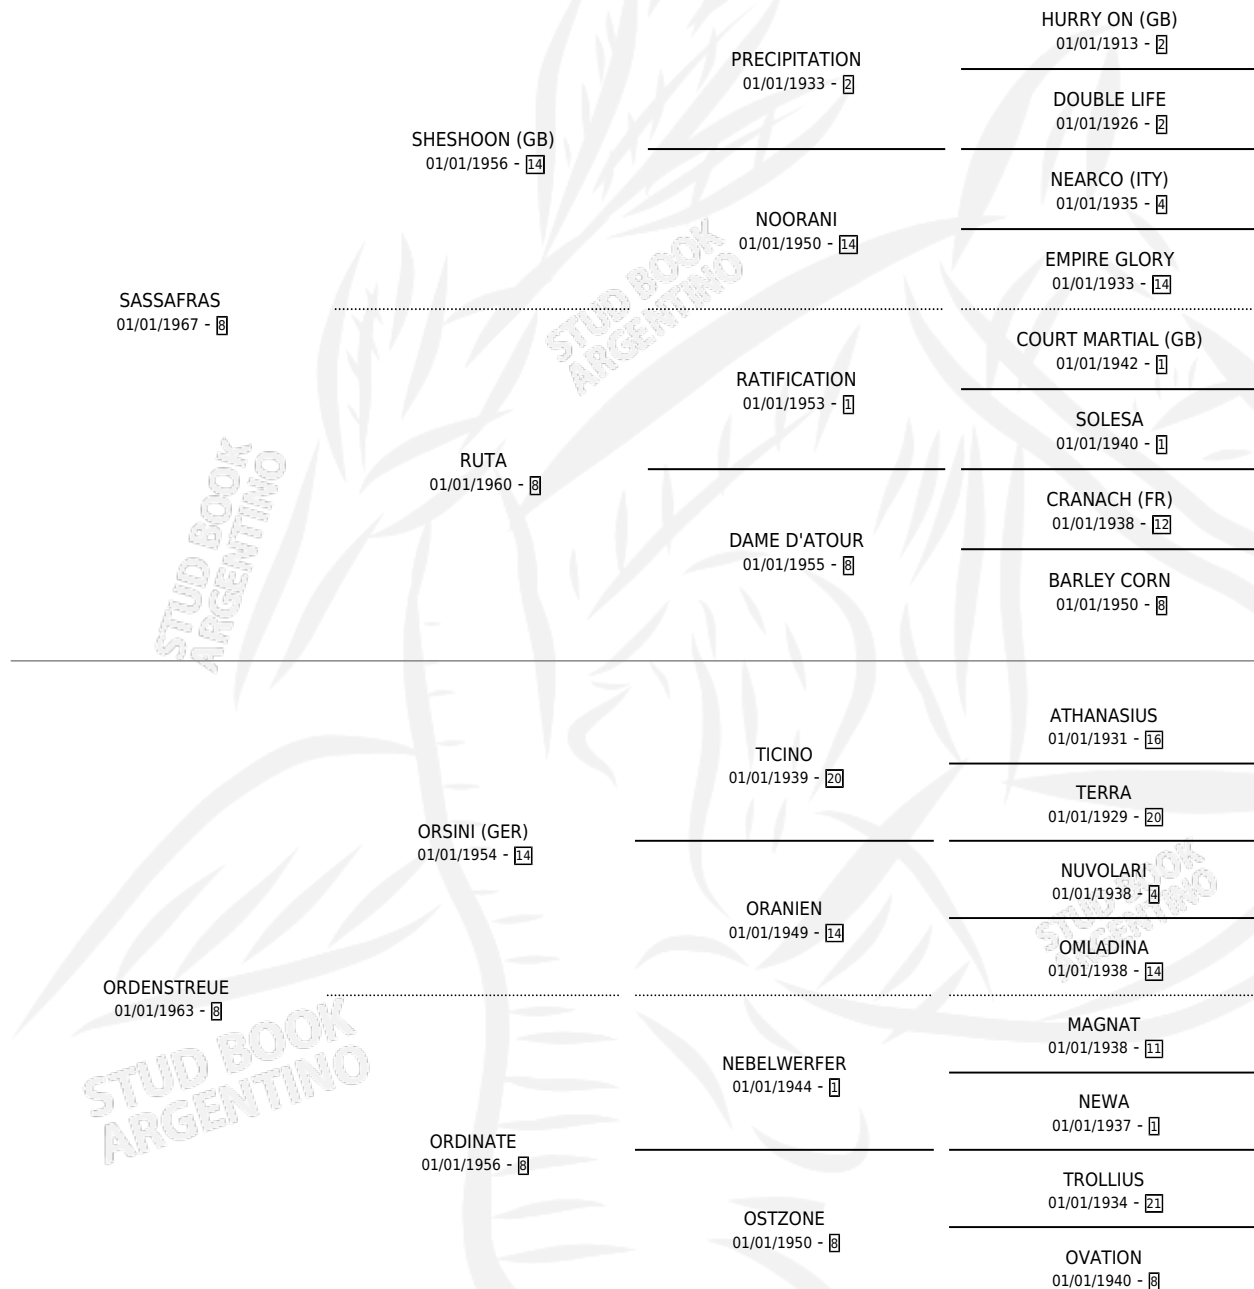 HURRY ON (GB)
01/01/1913 - 2
PRECIPITATION
01/01/1933 - 2
DOUBLE LIFE
01/01/1926 - 2
SHESHOON (GB)
01/01/1956 - 14
NEARCO (ITY)
01/01/1935 - 4
NOORANI
01/01/1950 - 14
EMPIRE GLORY
01/01/1933 - 14
SASSAFRAS
01/01/1967 - 8
COURT MARTIAL (GB)
01/01/1942 - 1
RATIFICATION
01/01/1953 - 1
SOLESA
01/01/1940 - 1
RUTA
01/01/1960 - 8
CRANACH (FR)
01/01/1938 - 12
DAME D'ATOUR
01/01/1955 - 8
BARLEY CORN
01/01/1950 - 8
ATHANASIUS
01/01/1931 - 16
TICINO
01/01/1939 - 20
TERRA
01/01/1929 - 20
ORSINI (GER)
01/01/1954 - 14
NUVOLARI
01/01/1938 - 4
ORANIEN
01/01/1949 - 14
OMLADINA
01/01/1938 - 14
ORDENSTREUE
01/01/1963 - 8
MAGNAT
01/01/1938 - 11
NEBELWERFER
01/01/1944 - 1
NEWA
01/01/1937 - 1
ORDINATE
01/01/1956 - 8
TROLLIUS
01/01/1934 - 21
OSTZONE
01/01/1950 - 8
OVATION
01/01/1940 - 8
STUD BOOK
ARGENTINO
STUD BOOK
ARGENTINO
STUD BOOK
ARGENTINO
STUD BOOK
ARGENTINO